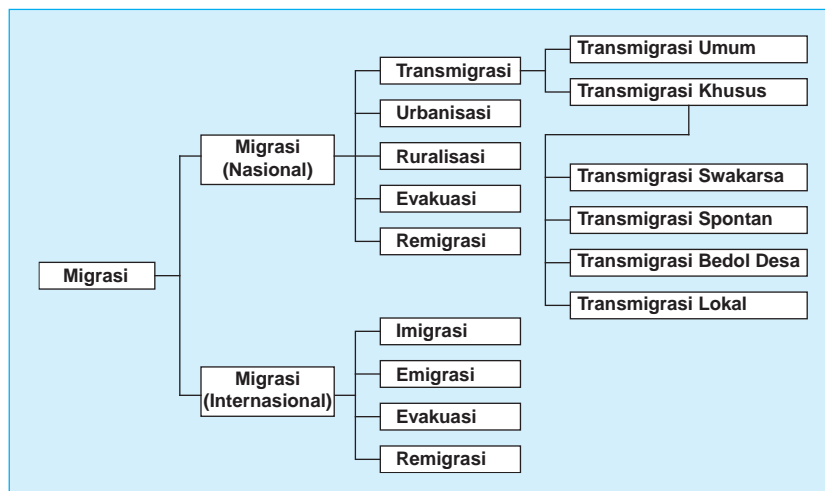 Migrasi
Migrasi
(Nasional)
Transmigrasi
Urbanisasi
Ruralisasi
Evakuasi
Remigrasi
Transmigrasi Umum
Transmigrasi Khusus
Transmigrasi Swakarsa
Transmigrasi Spontan
Transmigrasi Bedol Desa
Transmigrasi Lokal
Migrasi
(Internasional)
Imigrasi
Emigrasi
Evakuasi
Remigrasi